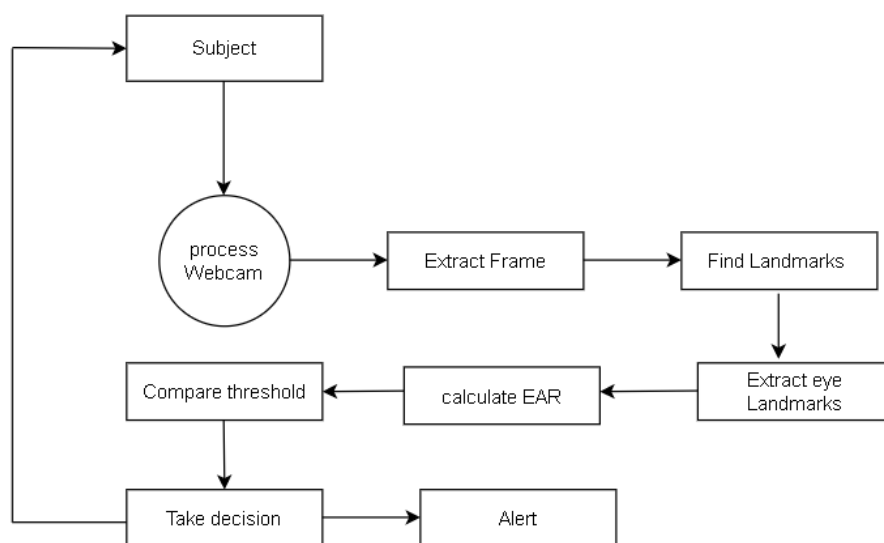 Subject
process
Webcam
Extract Frame
Find Landmarks
Compare threshold
calculate EAR
Extract eye
Landmarks
Take decision
Alert